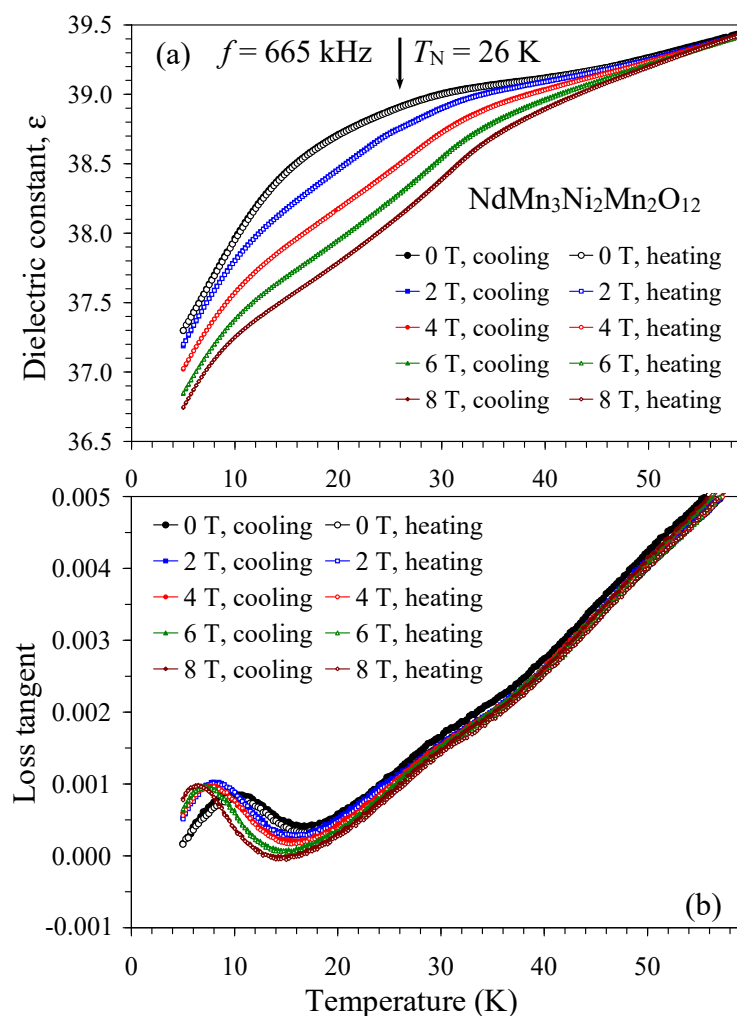 (a) f = 665 kHz T_N = 26 K
39.5
39.0
38.5
38.0
37.5
37.0
36.5
Dielectric constant, ε
NdMn₃Ni₂Mn₂O₁₂
0 T, cooling 0 T, heating
2 T, cooling 2 T, heating
4 T, cooling 4 T, heating
6 T, cooling 6 T, heating
8 T, cooling 8 T, heating
0 10 20 30 40 50
0.005
0.004
0.003
0.002
0.001
0.000
-0.001
Loss tangent
0 T, cooling 0 T, heating
2 T, cooling 2 T, heating
4 T, cooling 4 T, heating
6 T, cooling 6 T, heating
8 T, cooling 8 T, heating
(b)
0 10 20 30 40 50
Temperature (K)